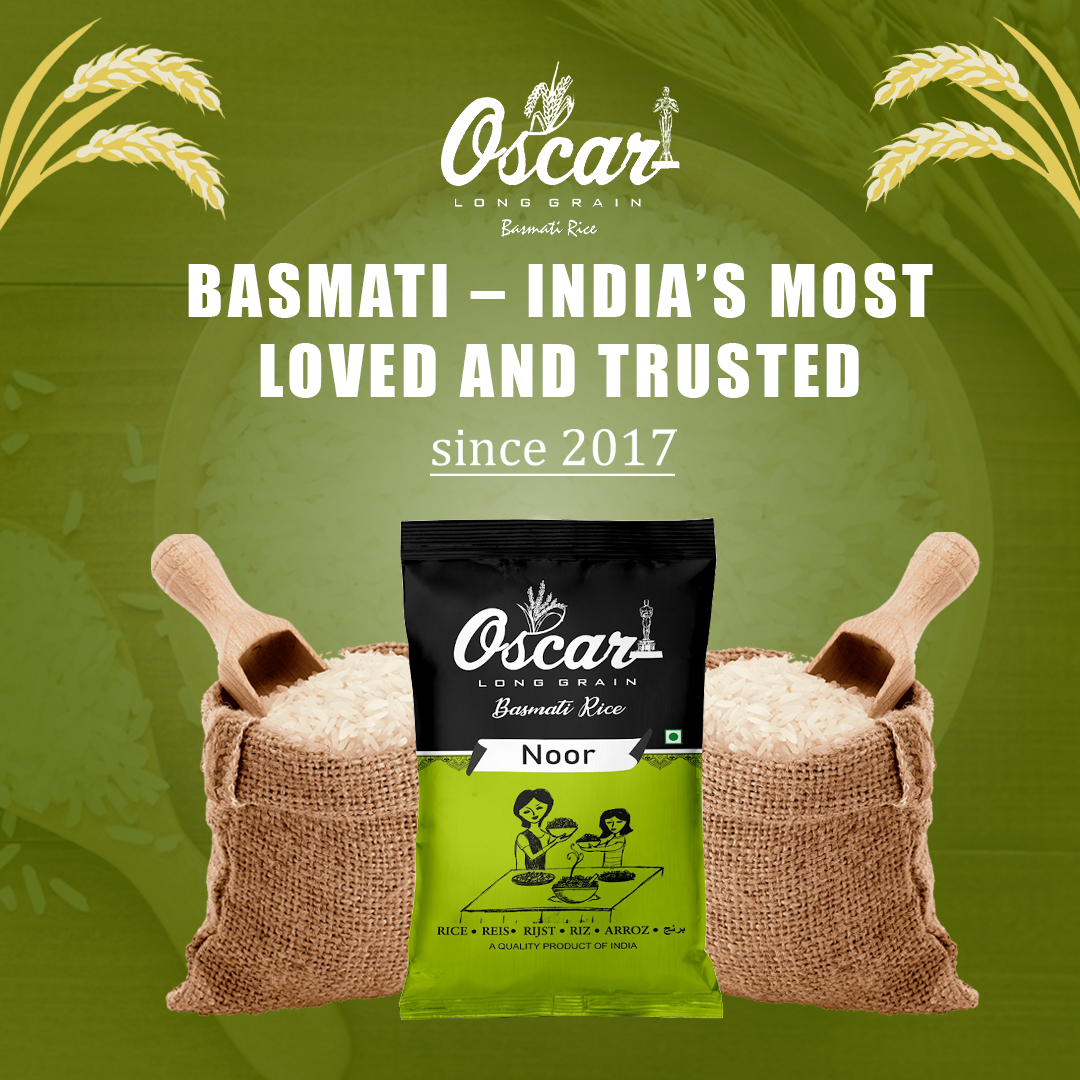 Oscar
LONG GRAIN
Basmati Rice
BASMATI – INDIA’S MOST
LOVED AND TRUSTED
since 2017
Oscar
LONG GRAIN
Basmati Rice
Noor
RICE • REIS• RIJST • RIZ • ARROZ • برنج
A QUALITY PRODUCT OF INDIA